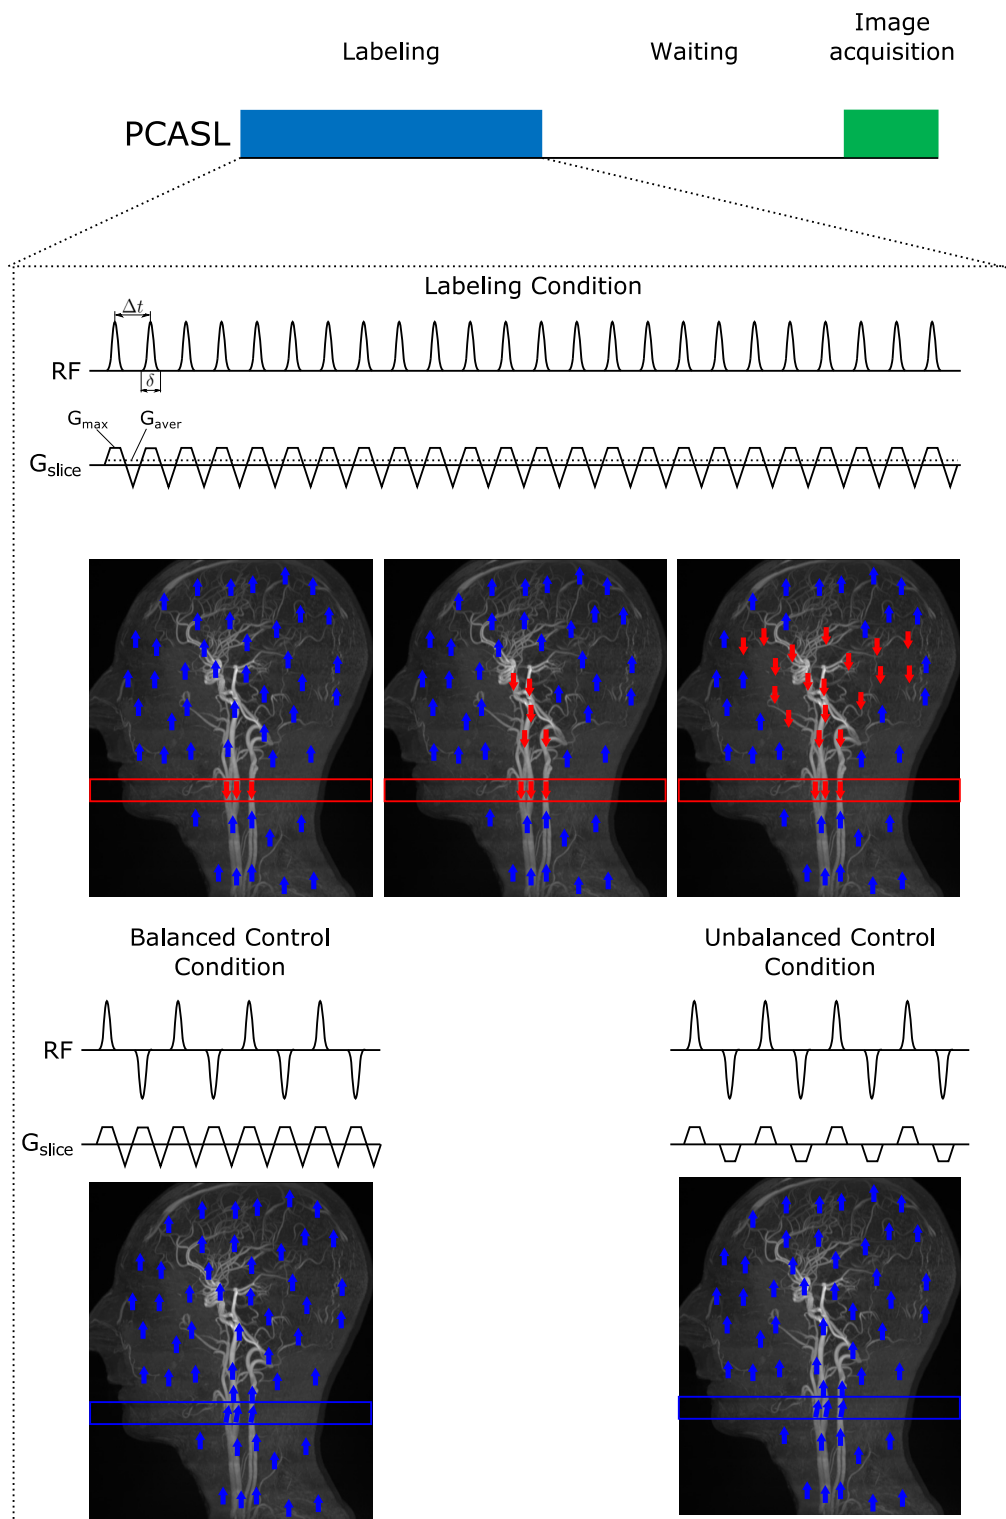 Image
acquisition
Labeling
Waiting
PCASL
Labeling Condition
Δt
RF
δ
Gmax
Gaver
Gslice
Balanced Control
Condition
Unbalanced Control
Condition
RF
Gslice